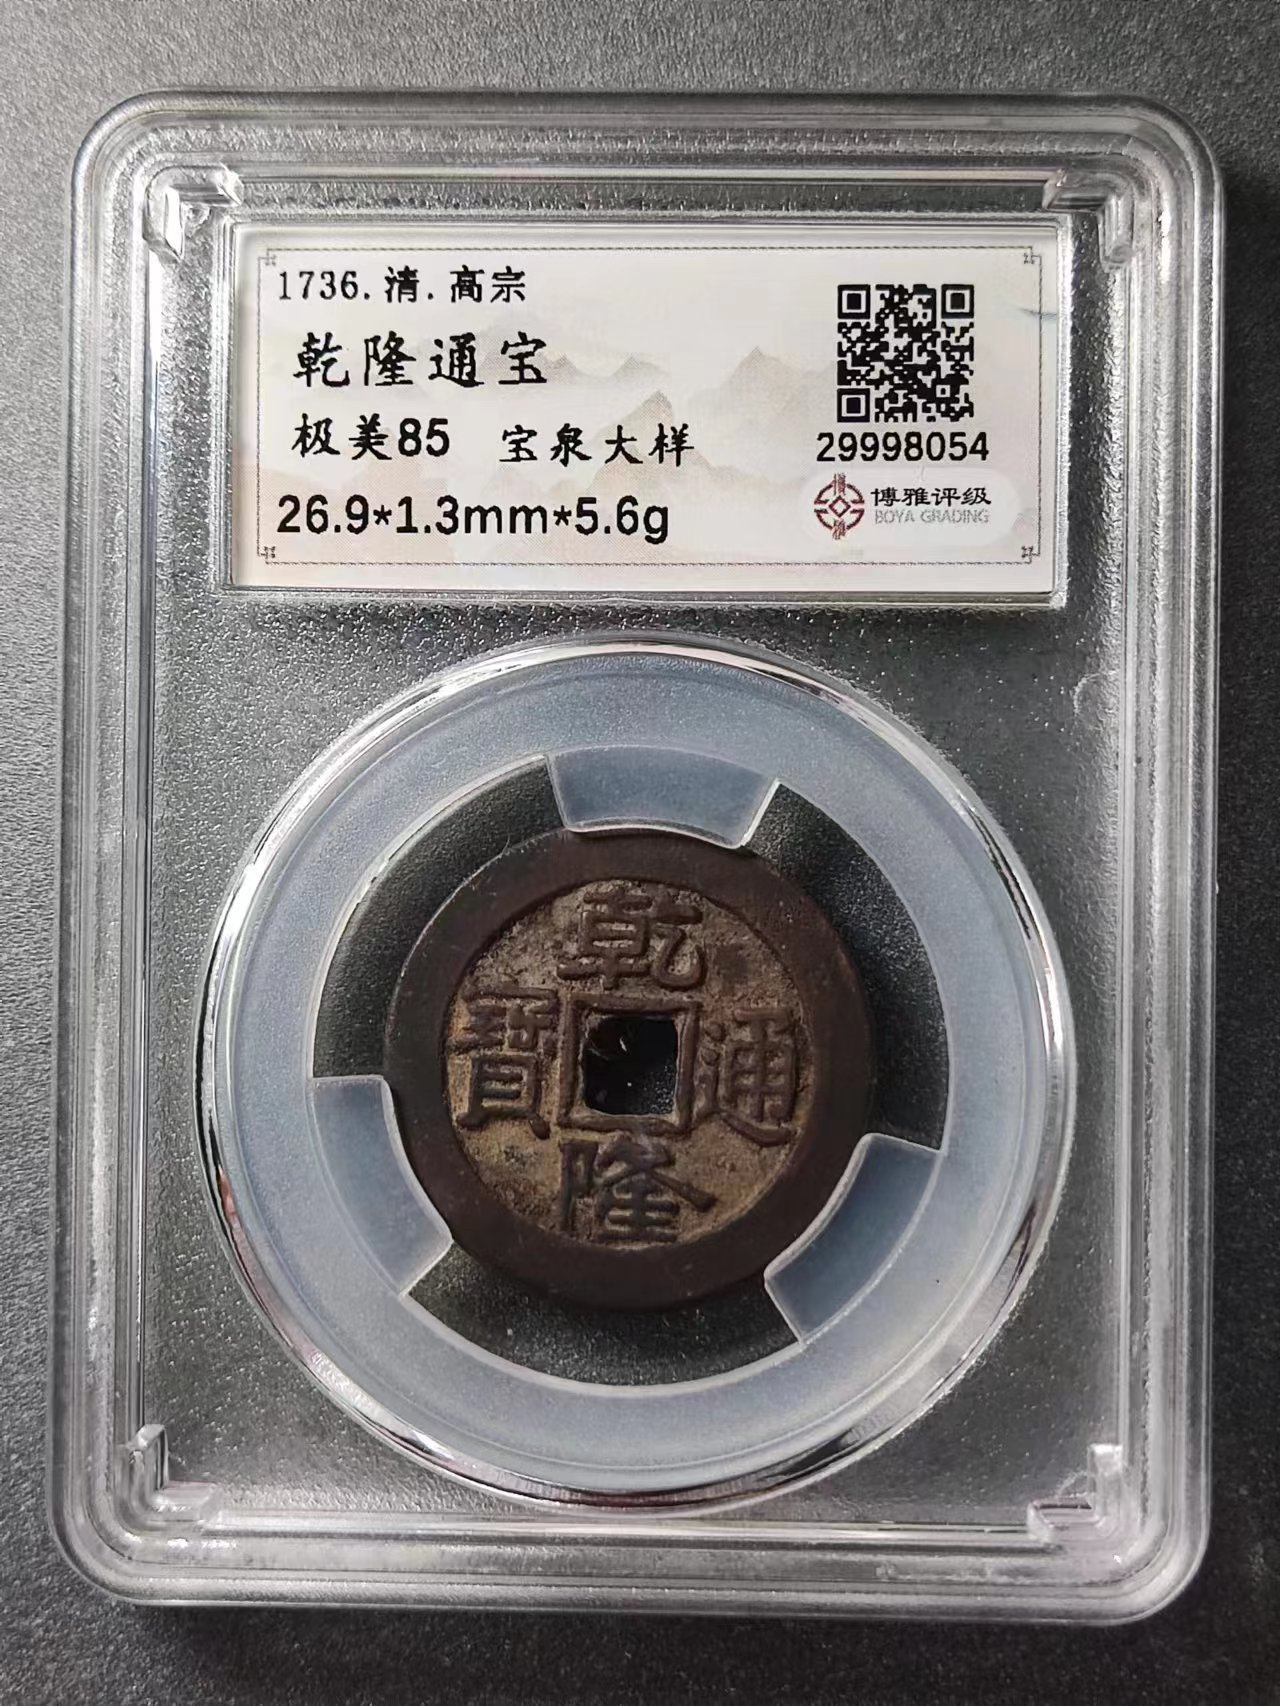 1736.清.高宗
乾隆通宝
极美85 宝泉大样
26.9*1.3mm*5.6g
29998054
博雅评级
BOYA GRADING
乾
隆
通
寶